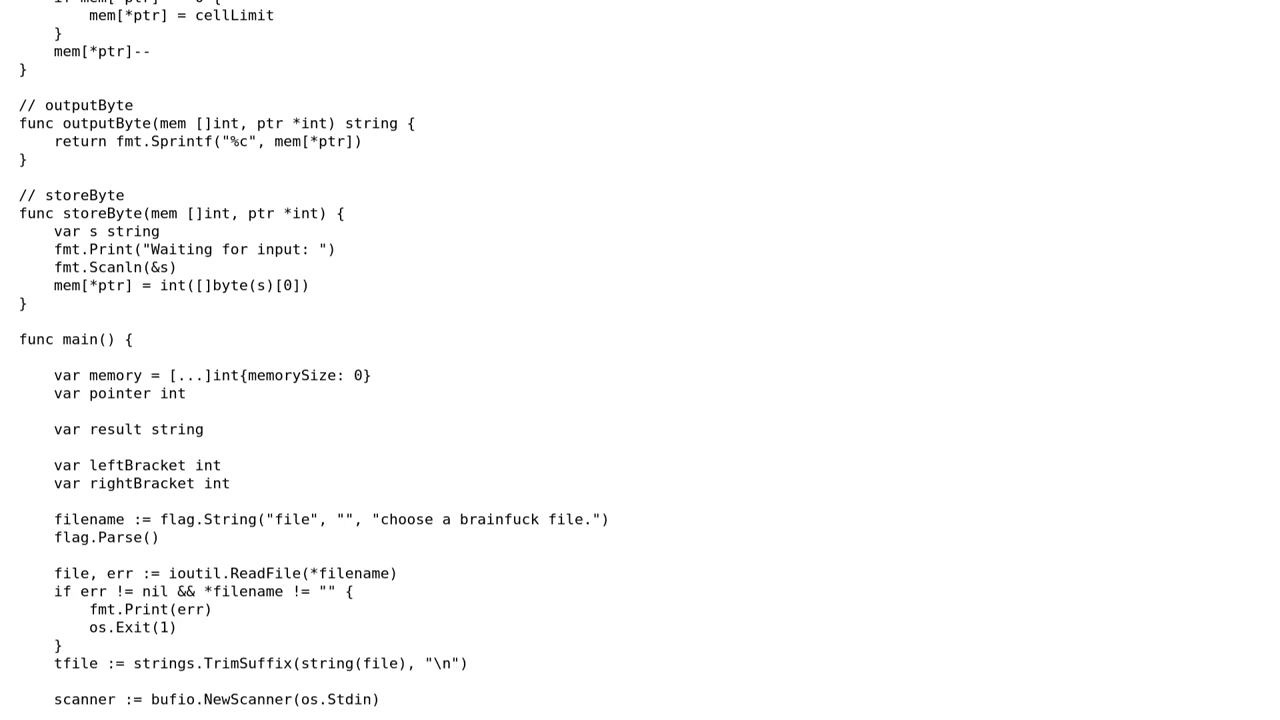 mem[*ptr] = cellLimit
}
mem[*ptr]--
}
// outputByte
func outputByte(mem []int, ptr *int) string {
return fmt.Sprintf("%c", mem[*ptr])
}
// storeByte
func storeByte(mem []int, ptr *int) {
var s string
fmt.Print("Waiting for input: ")
fmt.Scanln(&s)
mem[*ptr] = int([]byte(s)[0])
}
func main() {
var memory = [...]int{memorySize: 0}
var pointer int
var result string
var leftBracket int
var rightBracket int
filename := flag.String("file", "", "choose a brainfuck file.")
flag.Parse()
file, err := ioutil.ReadFile(*filename)
if err != nil && *filename != "" {
fmt.Print(err)
os.Exit(1)
}
tfile := strings.TrimSuffix(string(file), "\n")
scanner := bufio.NewScanner(os.Stdin)